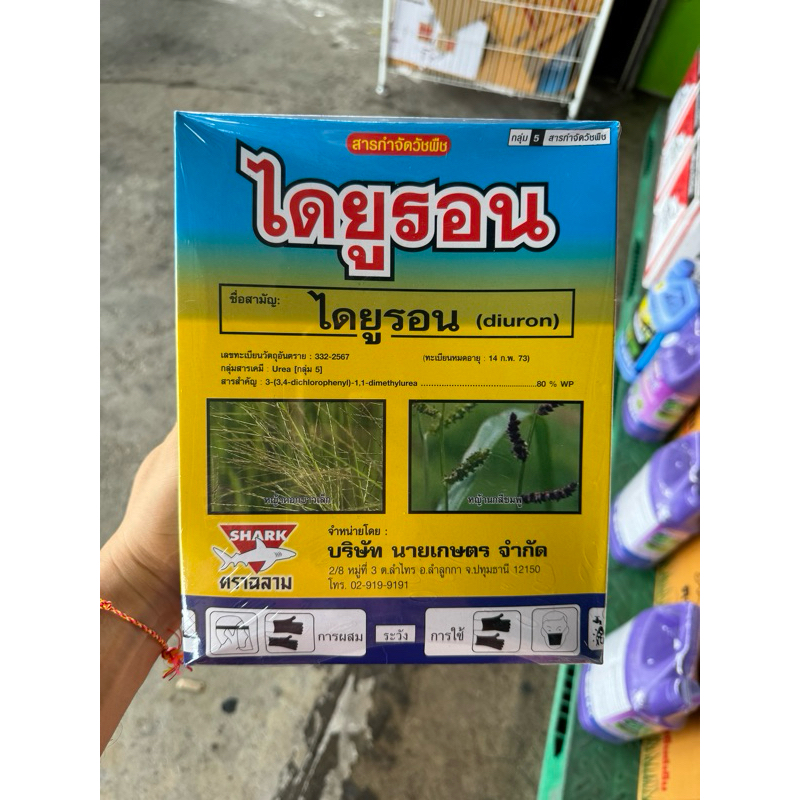 สารกำจัดวัชพืช
กลุ่ม 5 สารกำจัดวัชพืช
ไดยูรอน
ชื่อสามัญ:
ไดยูรอน (diuron)
เลขทะเบียนวัตถุอันตราย : 332-2567 (ทะเบียนหมดอายุ : 14 ก.พ. 73)
กลุ่มสารเคมี : Urea [กลุ่ม 5]
สารสำคัญ : 3-(3,4-dichlorophenyl)-1,1-dimethylurea ........................................80 % WP
หญ้านกสีชมพู
SHARK
ตราฉลาม
จำหน่ายโดย :
บริษัท นายเกษตร จำกัด
2/8 หมู่ที่ 3 ต.ลำไทร อ.ลำลูกกา จ.ปทุมธานี 12150
โทร. 02-919-9191
การผสม ระวัง การใช้